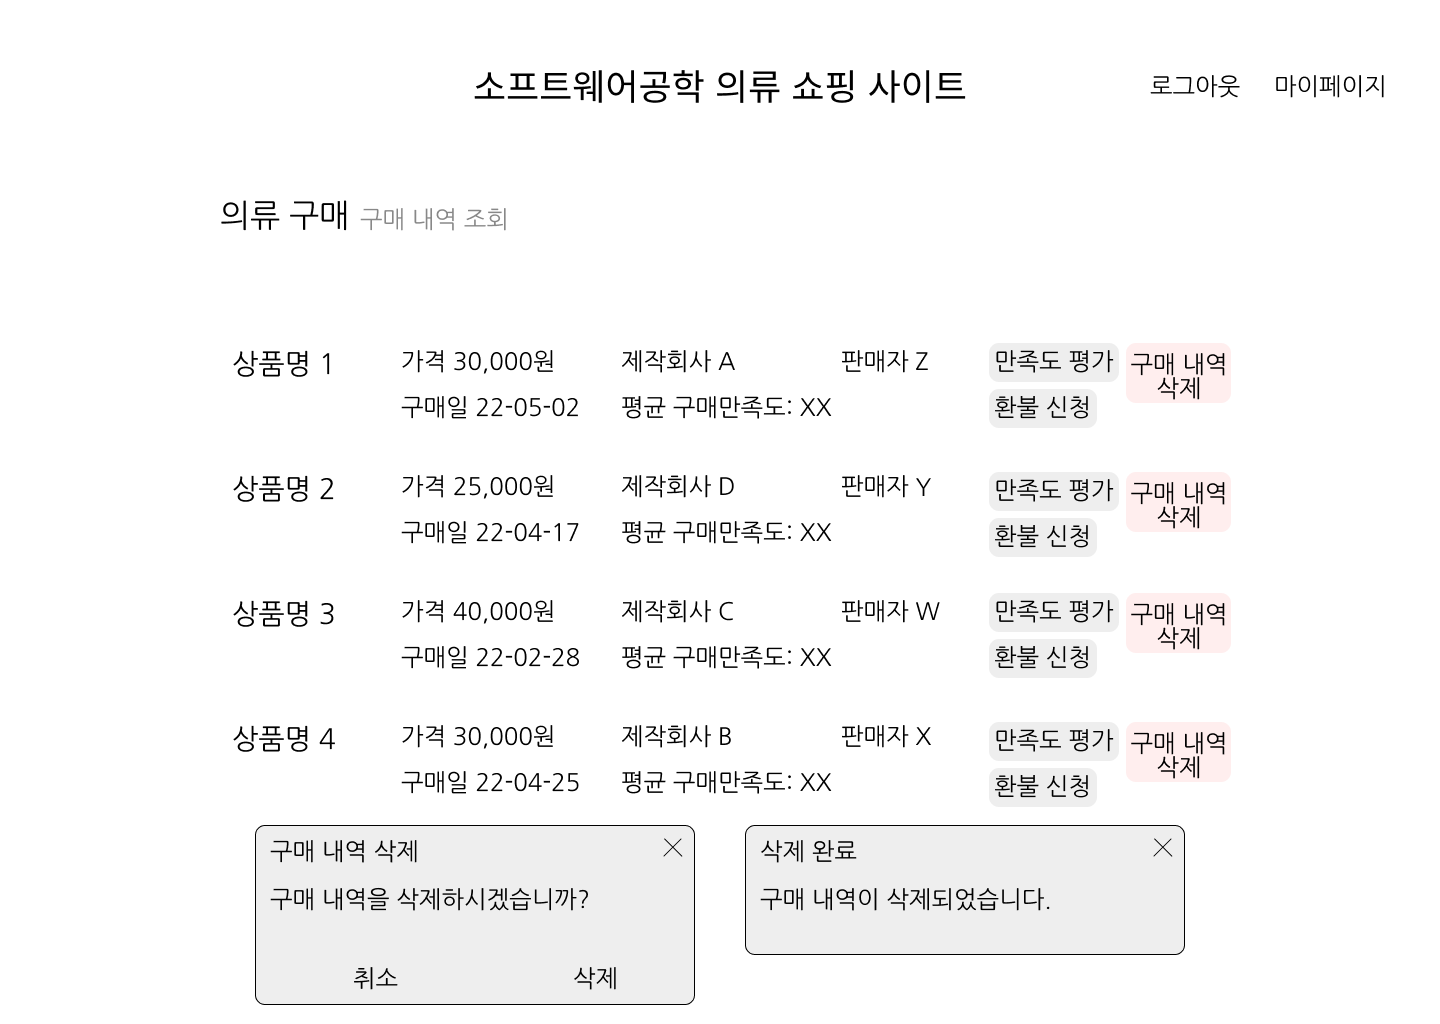 소프트웨어공학 의류 쇼핑 사이트
로그아웃 마이페이지
의류 구매 구매 내역 조회
상품명 1 가격 30,000원 제작회사 A 판매자 Z 만족도 평가 구매 내역
삭제
구매일 22-05-02 평균 구매만족도: XX 환불 신청
상품명 2 가격 25,000원 제작회사 D 판매자 Y 만족도 평가 구매 내역
삭제
구매일 22-04-17 평균 구매만족도: XX 환불 신청
상품명 3 가격 40,000원 제작회사 C 판매자 W 만족도 평가 구매 내역
삭제
구매일 22-02-28 평균 구매만족도: XX 환불 신청
상품명 4 가격 30,000원 제작회사 B 판매자 X 만족도 평가 구매 내역
삭제
구매일 22-04-25 평균 구매만족도: XX 환불 신청
구매 내역 삭제
구매 내역을 삭제하시겠습니까?
취소 삭제
삭제 완료
구매 내역이 삭제되었습니다.